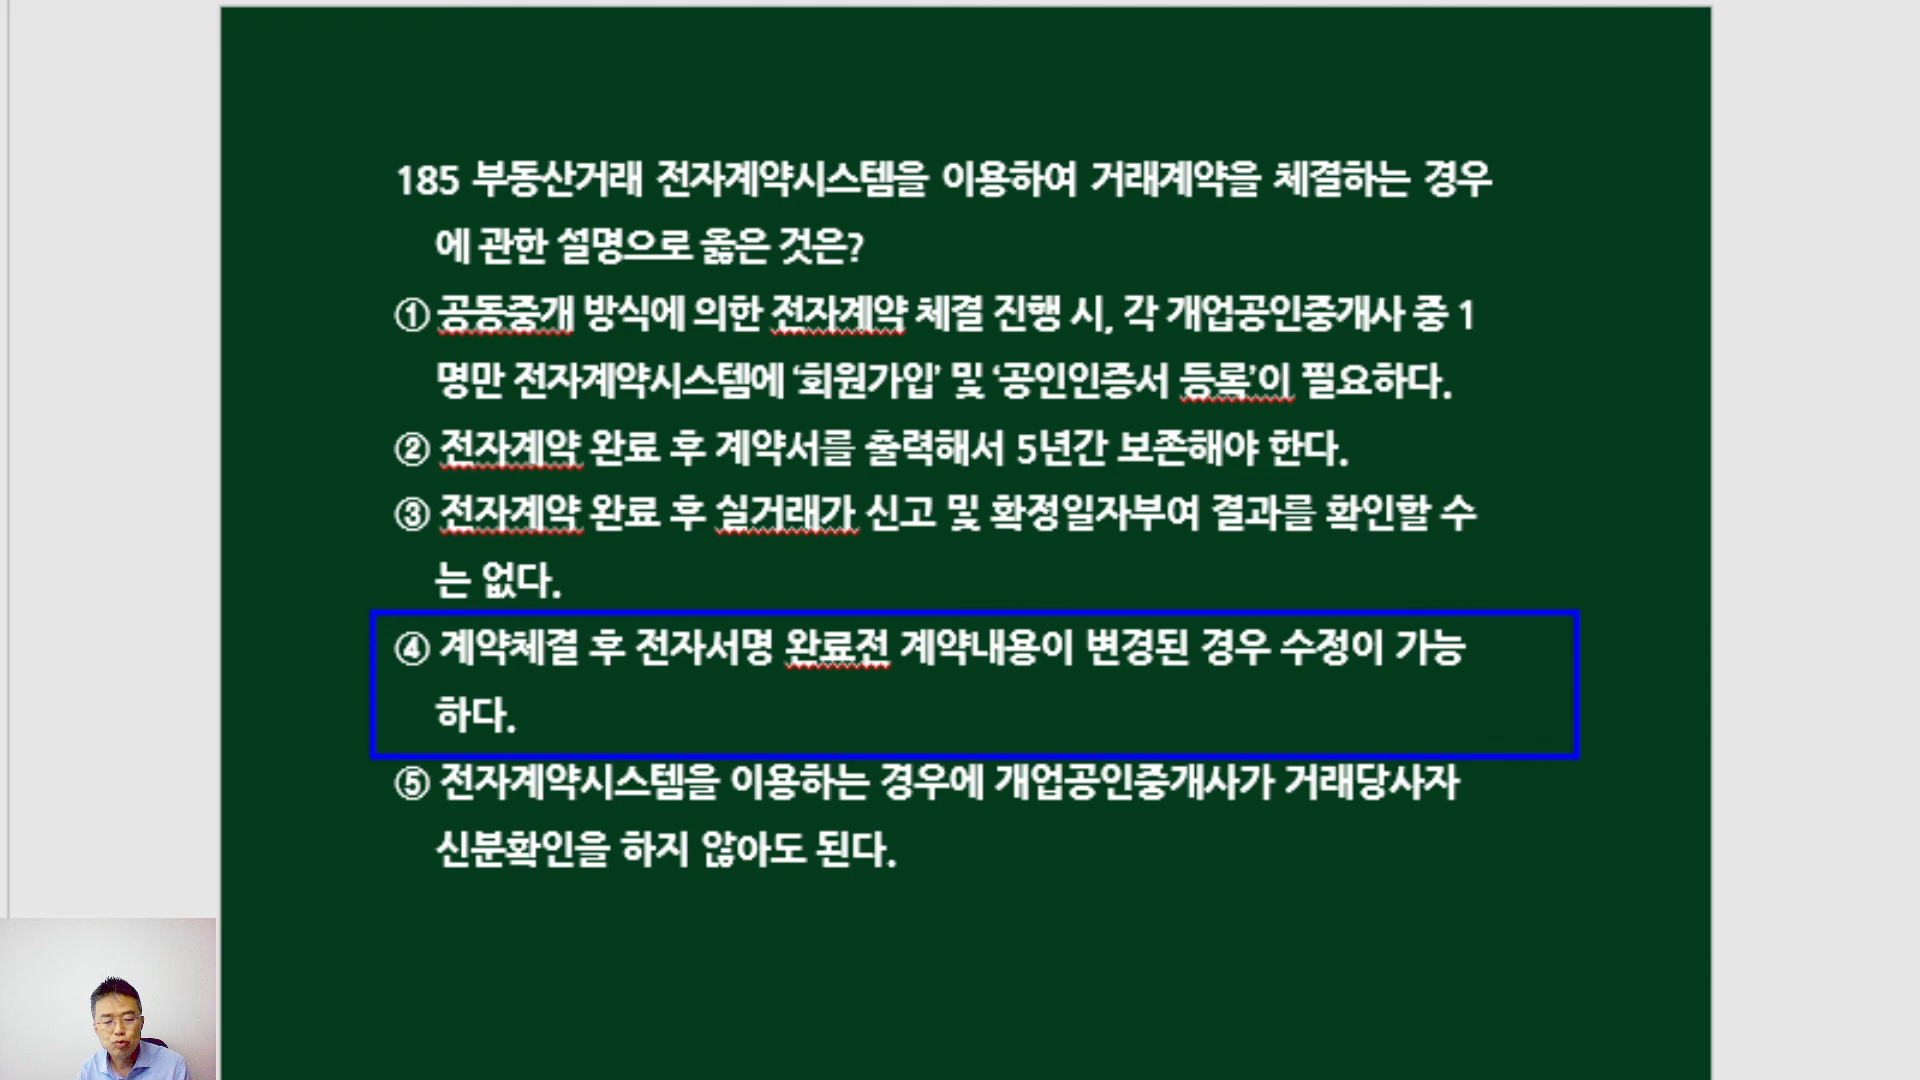 185 부동산거래 전자계약시스템을 이용하여 거래계약을 체결하는 경우
에 관한 설명으로 옳은 것은?
① 공동중개 방식에 의한 전자계약 체결 진행 시, 각 개업공인중개사 중 1
명만 전자계약시스템에 ‘회원가입’ 및 ‘공인인증서 등록’이 필요하다.
② 전자계약 완료 후 계약서를 출력해서 5년간 보존해야 한다.
③ 전자계약 완료 후 실거래가 신고 및 확정일자부여 결과를 확인할 수
는 없다.
④ 계약체결 후 전자서명 완료전 계약내용이 변경된 경우 수정이 가능
하다.
⑤ 전자계약시스템을 이용하는 경우에 개업공인중개사가 거래당사자
신분확인을 하지 않아도 된다.